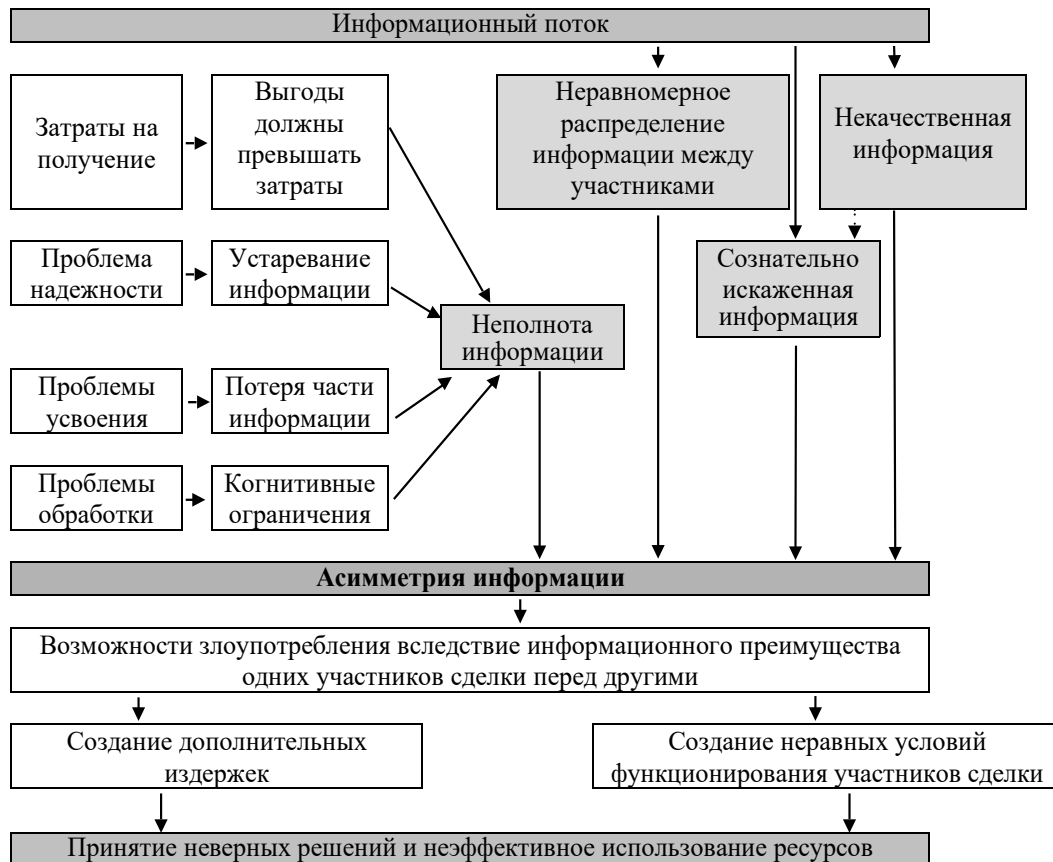 Информационный поток
Затраты на
получение
Выгоды
должны
превышать
затраты
Неравномерное
распределение
информации между
участниками
Некачественная
информация
Проблема
надежности
Устаревание
информации
Сознательно
искаженная
информация
Неполнота
информации
Проблемы
усвоения
Потеря части
информации
Проблемы
обработки
Когнитивные
ограничения
Асимметрия информации
Возможности злоупотребления вследствие информационного преимущества
одних участников сделки перед другими
Создание дополнительных
издержек
Создание неравных условий
функционирования участников сделки
Принятие неверных решений и неэффективное использование ресурсов